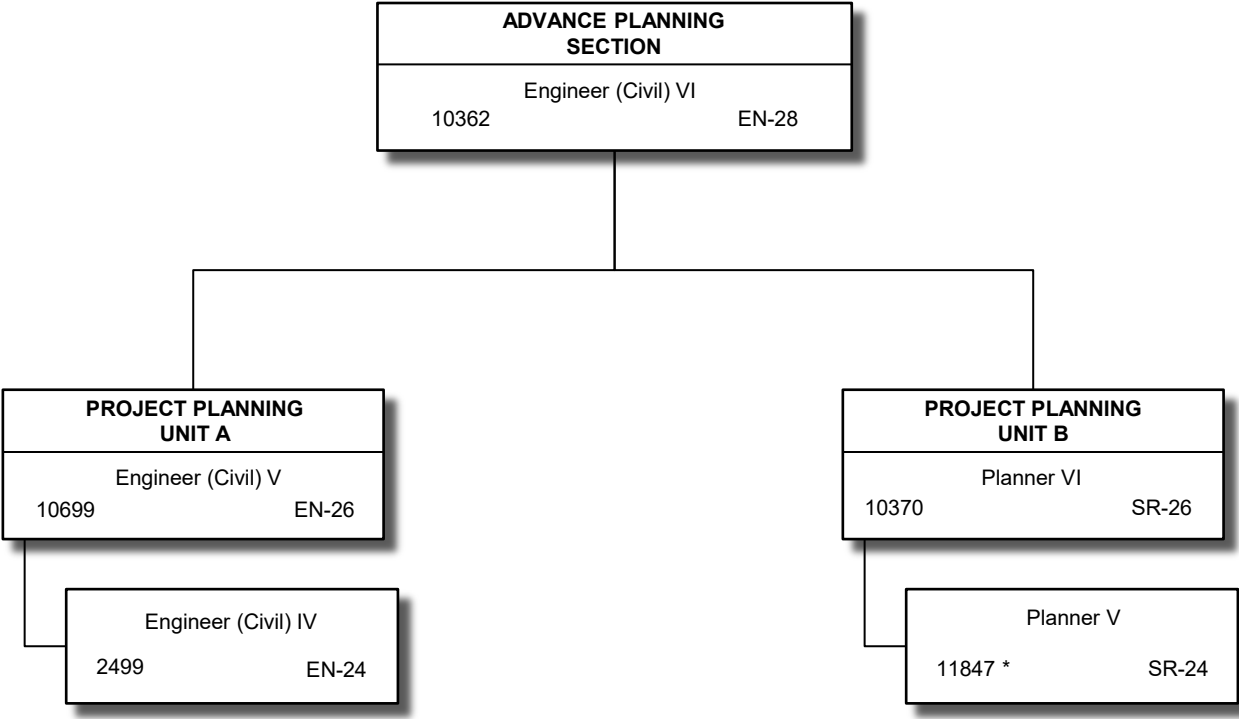 ADVANCE PLANNING
SECTION
Engineer (Civil) VI
10362 EN-28
PROJECT PLANNING
UNIT A
Engineer (Civil) V
10699 EN-26
Engineer (Civil) IV
2499 EN-24
PROJECT PLANNING
UNIT B
Planner VI
10370 SR-26
Planner V
11847 * SR-24